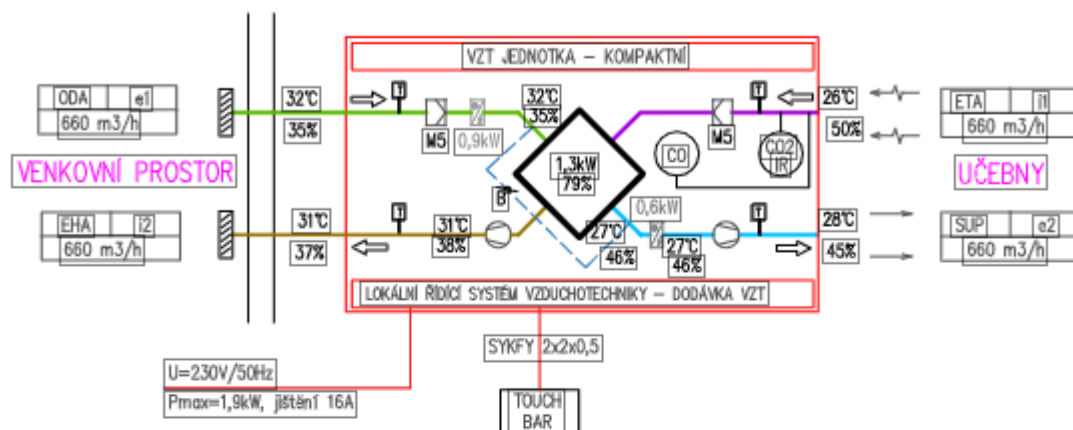 VZT JEDNOTKA – KOMPAKTNÍ
ODA e1
660 m3/h
VENKOVNÍ PROSTOR
EHA i2
660 m3/h
32°C
35%
T
M5
0,9kW
32°C
35%
T
M5
26°C
50%
ETA i1
660 m3/h
UČEBNY
SUP e2
660 m3/h
CO
CO2
IR
1,3kW
79%
B
31°C
37%
T
31°C
38%
27°C
46%
0,6kW
27°C
46%
T
28°C
45%
LOKÁLNÍ ŘÍDÍCÍ SYSTÉM VZDUCHOTECHNIKY – DODÁVKA VZT
SYKFY 2x2x0,5
U=230V/50Hz
Pmax=1,9kW, jištění 16A
TOUCH
BAR